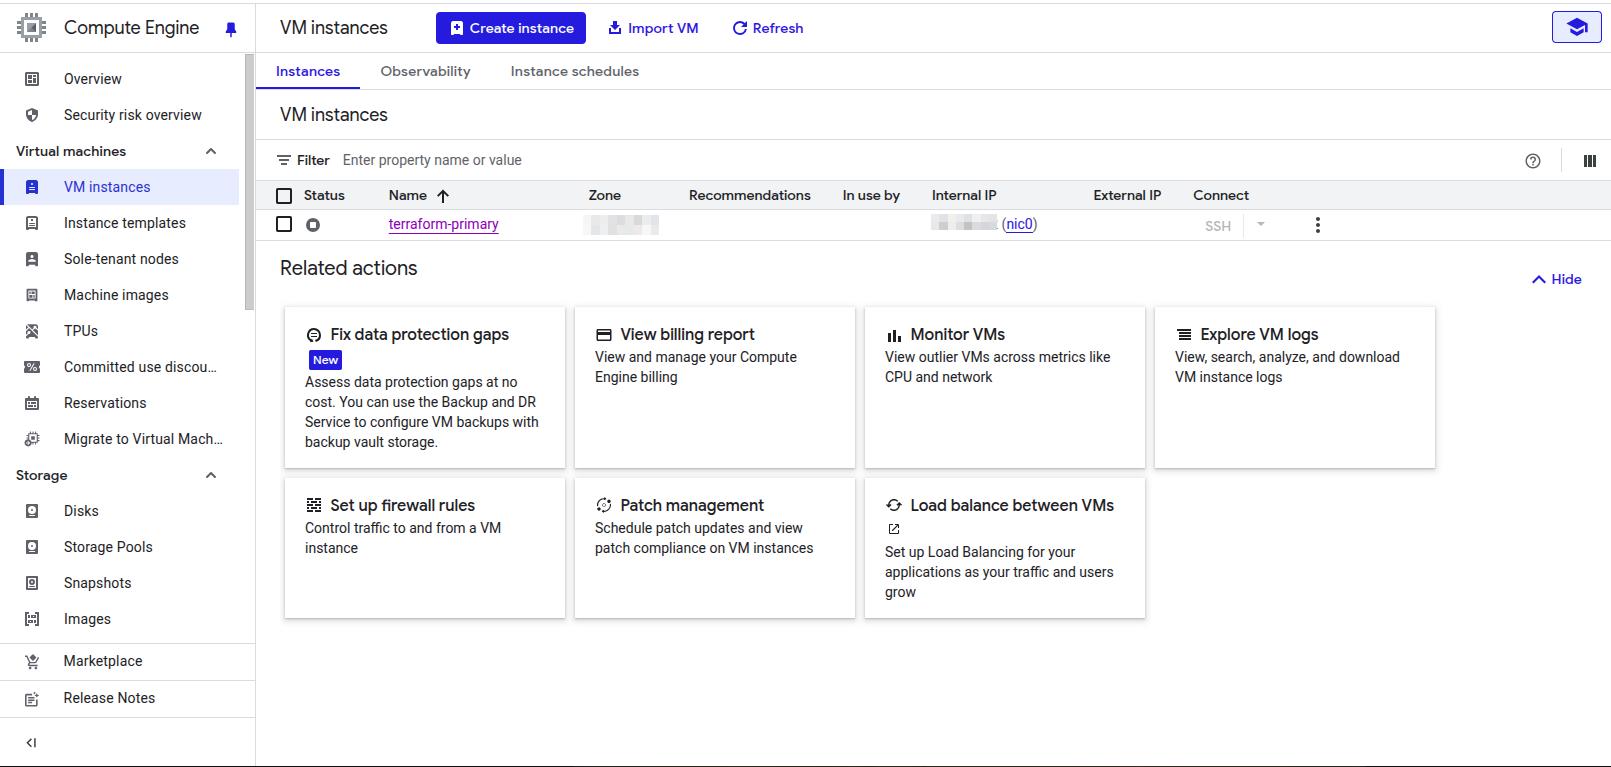 Compute Engine
VM instances
Create instance
Import VM
Refresh
Overview
Security risk overview
Virtual machines
VM instances
Instance templates
Sole-tenant nodes
Machine images
TPUs
Committed use discou...
Reservations
Migrate to Virtual Mach...
Storage
Disks
Storage Pools
Snapshots
Images
Marketplace
Release Notes
Instances Observability Instance schedules
VM instances
Filter Enter property name or value
Status Name Zone Recommendations In use by Internal IP External IP Connect
terraform-primary (nic0) SSH
Related actions
Hide
Fix data protection gaps
New
Assess data protection gaps at no
cost. You can use the Backup and DR
Service to configure VM backups with
backup vault storage.
View billing report
View and manage your Compute
Engine billing
Monitor VMs
View outlier VMs across metrics like
CPU and network
Explore VM logs
View, search, analyze, and download
VM instance logs
Set up firewall rules
Control traffic to and from a VM
instance
Patch management
Schedule patch updates and view
patch compliance on VM instances
Load balance between VMs
Set up Load Balancing for your
applications as your traffic and users
grow